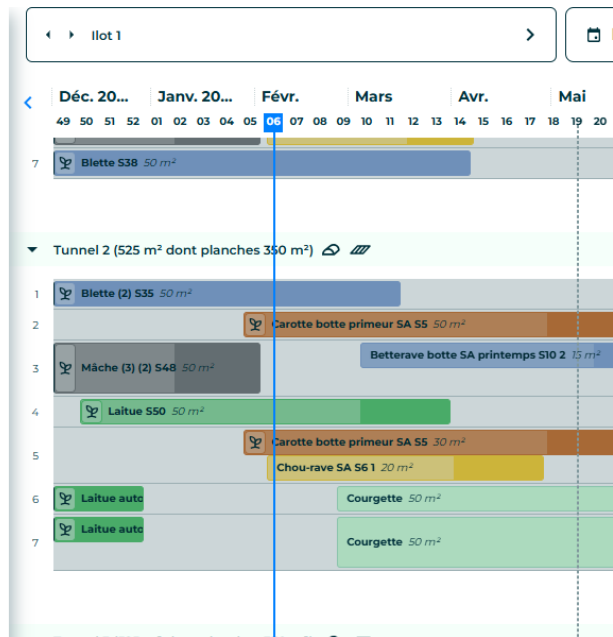 Ilot 1
Déc. 20... Janv. 20... Févr. Mars Avr. Mai
49 50 51 52 01 02 03 04 05 06 07 08 09 10 11 12 13 14 15 16 17 18 19 20
7 Blette S38 50 m²
Tunnel 2 (525 m² dont planches 350 m²)
1 Blette (2) S35 50 m²
2 Carotte botte primeur SA S5 50 m²
3 Mâche (3) (2) S48 50 m² Betterave botte SA printemps S10 2 15 m²
4 Laitue S50 50 m²
Carotte botte primeur SA S5 30 m²
5
Chou-rave SA S6 1 20 m²
6 Laitue auto Courgette 50 m²
Laitue auto
7 Courgette 50 m²